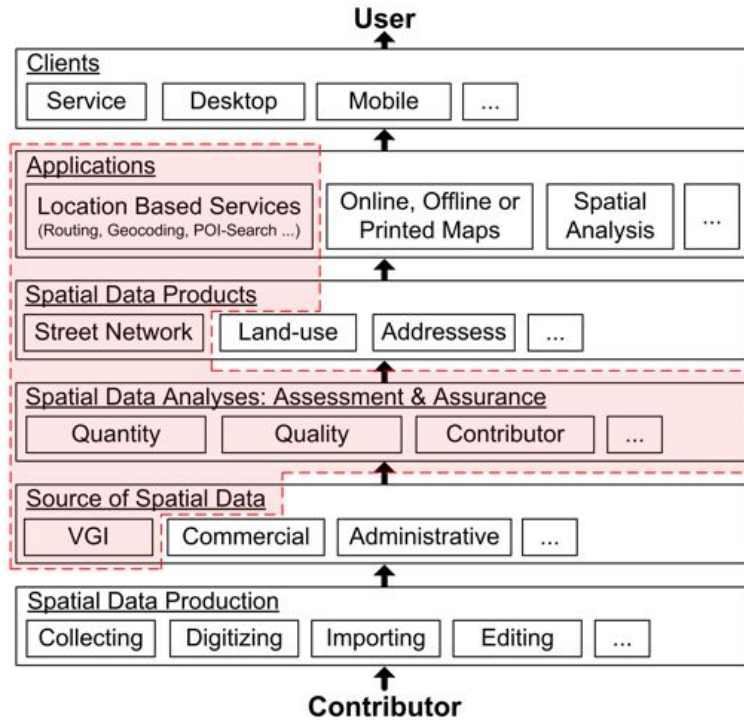 User
Clients
Service Desktop Mobile ...
Applications
Location Based Services
(Routing, Geocoding, POI-Search ...)
Online, Offline or
Printed Maps
Spatial
Analysis
...
Spatial Data Products
Street Network Land-use Addressess ...
Spatial Data Analyses: Assessment & Assurance
Quantity Quality Contributor ...
Source of Spatial Data
VGI Commercial Administrative ...
Spatial Data Production
Collecting Digitizing Importing Editing ...
Contributor